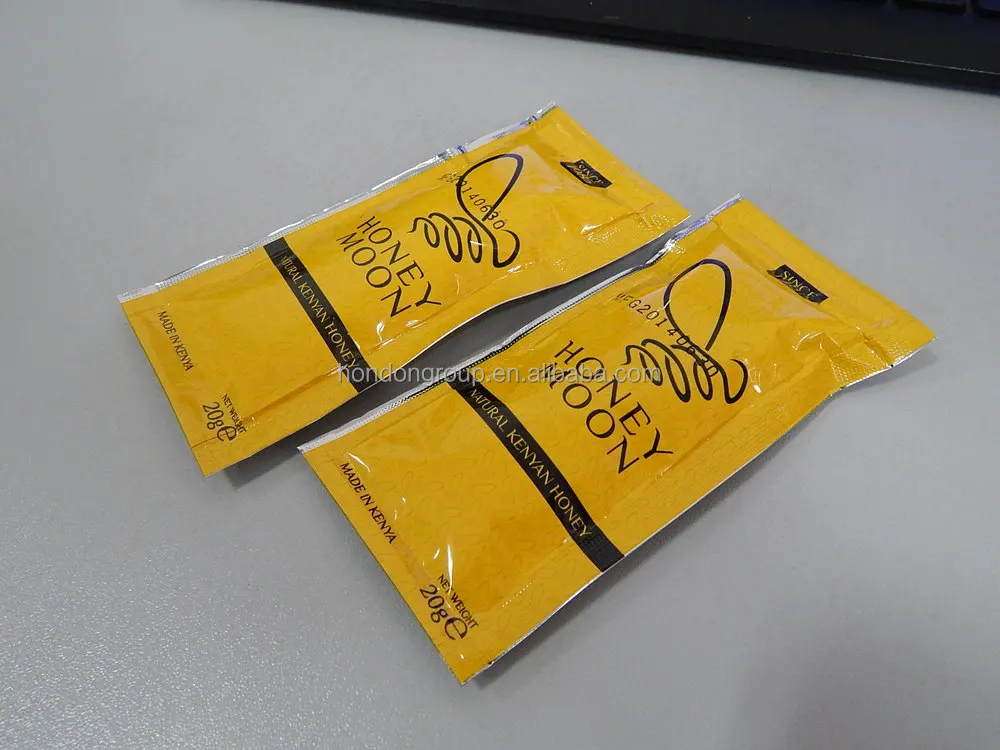 SINCE
MFG20140630
HONEY
MOON
NATURAL KENYAN HONEY
MADE IN KENYA
NET WEIGHT
20g℮
SINCE
HONEY
MOON
NATURAL KENYAN HONEY
MADE IN KENYA
NET WEIGHT
20g℮
hondongroup.en.alibaba.com